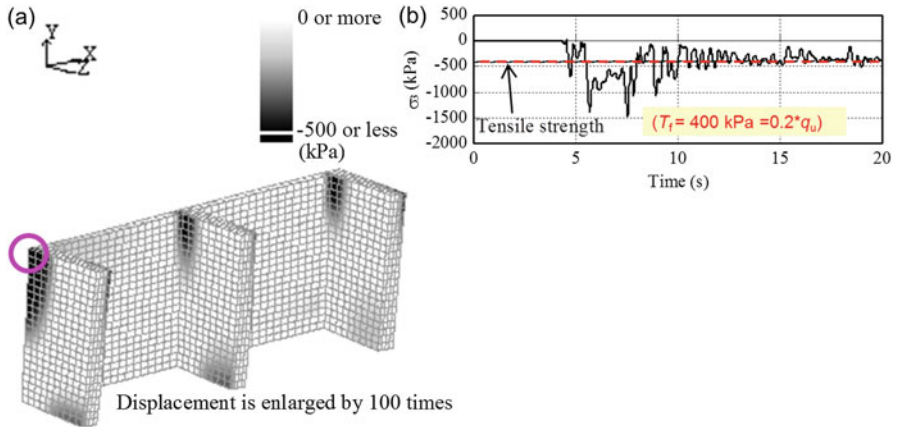 (a)
Y
X
Z
0 or more
-500 or less
(kPa)
Displacement is enlarged by 100 times
(b)
500
0
-500
-1000
-1500
-2000
σ3 (kPa)
Tensile strength
(Tf = 400 kPa =0.2*qu)
0 5 10 15 20
Time (s)